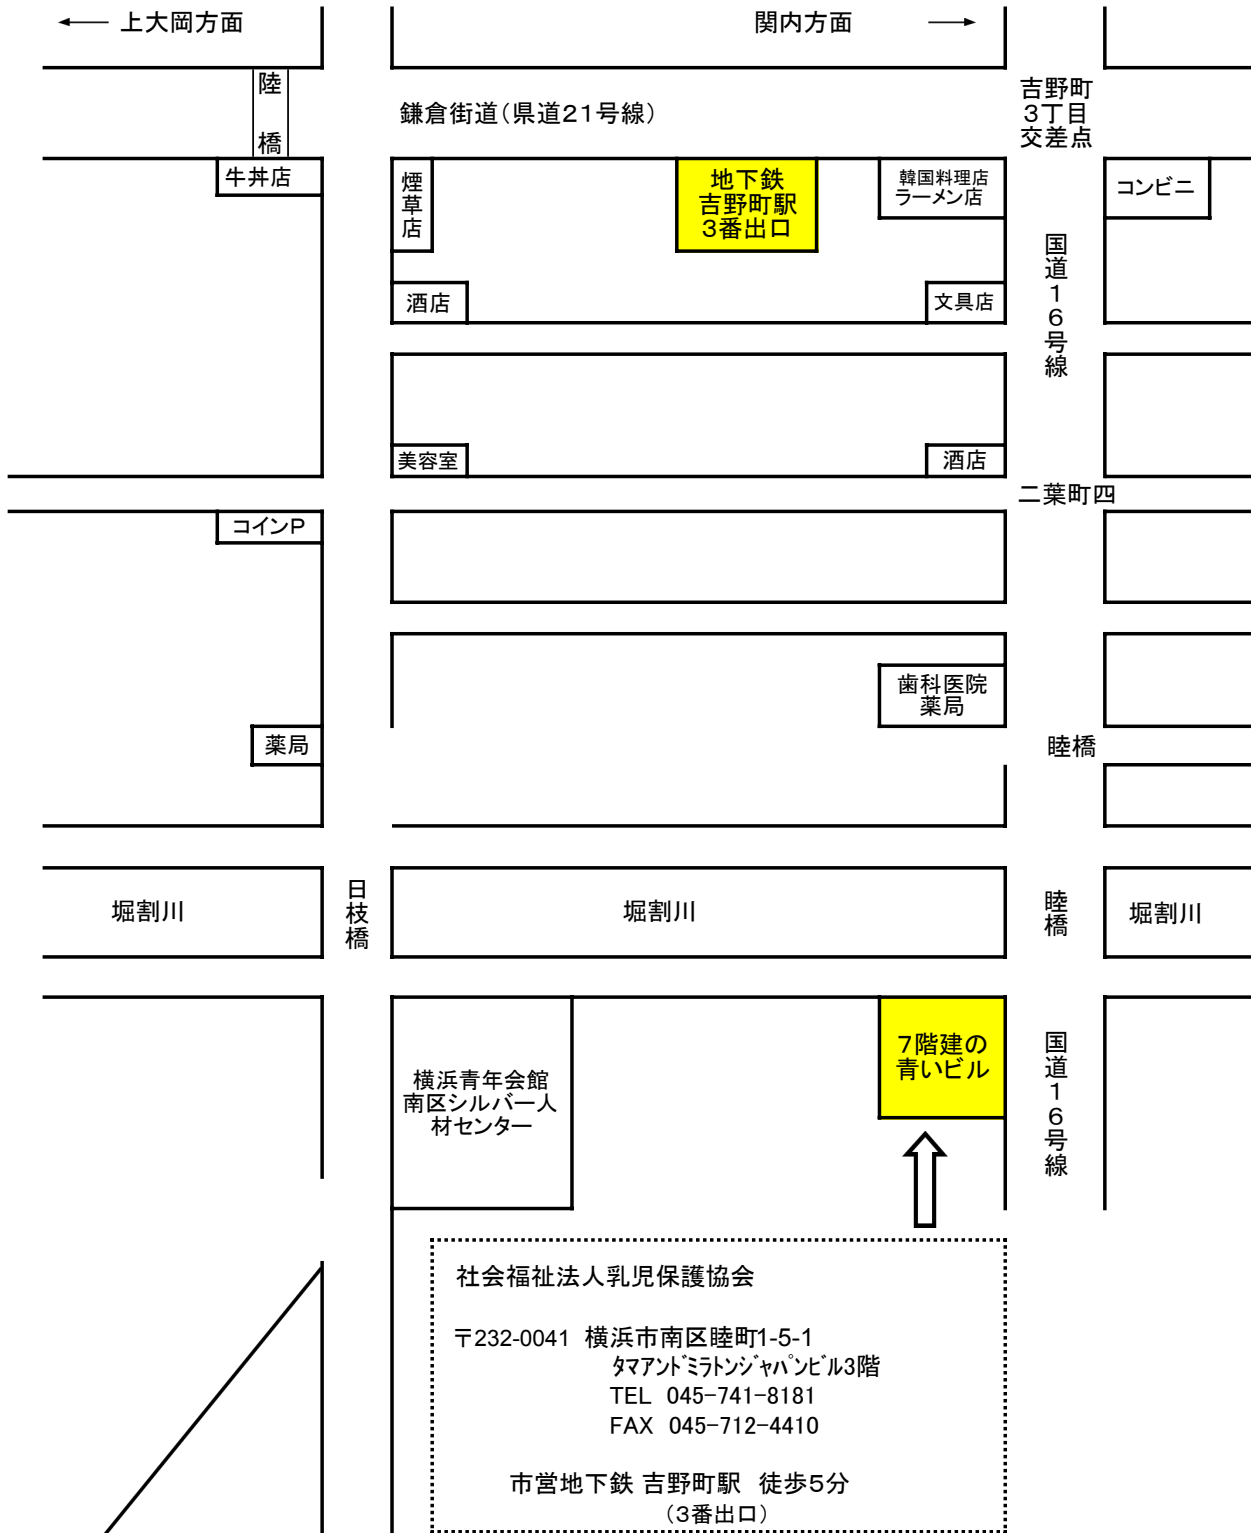 上大岡方面
関内方面
陸橋
鎌倉街道(県道21号線)
吉野町
3丁目
交差点
牛丼店
煙草店
地下鉄
吉野町駅
3番出口
韓国料理店
ラーメン店
コンビニ
国道16号線
酒店
文具店
美容室
酒店
二葉町四
コインP
歯科医院
薬局
薬局
睦橋
堀割川
日枝橋
堀割川
睦橋
堀割川
横浜青年会館
南区シルバー人
材センター
7階建の
青いビル
国道16号線
社会福祉法人乳児保護協会
〒232-0041 横浜市南区睦町1-5-1
ﾀﾏｱﾝﾄﾞﾐﾗﾄﾝｼﾞｬﾊﾟﾝﾋﾞﾙ3階
TEL 045-741-8181
FAX 045-712-4410
市営地下鉄 吉野町駅 徒歩5分
(3番出口)